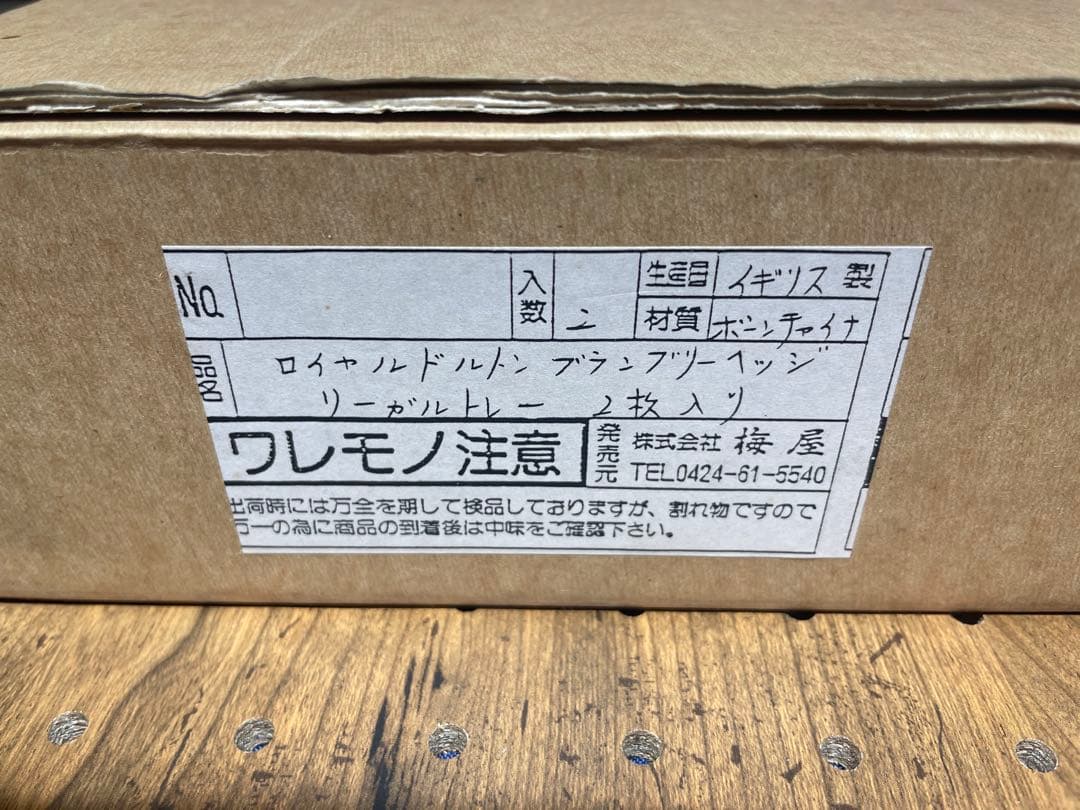 No.
入数 2
生産国 イギリス 製
材質 ボーンチャイナ
品名 ロイヤルドルトン ブランブリーヘッジ
リーガルトレー 2枚入り
ワレモノ注意
発売元 株式会社 梅屋
TEL0424-61-5540
出荷時には万全を期して検品しておりますが、割れ物ですので
万一の為に商品の到着後は中味をご確認下さい。